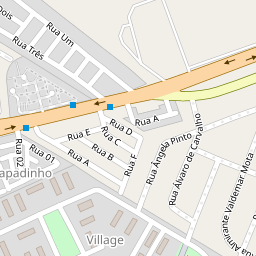 Dois
Rua Um
Rua Três
Rua D
Rua A
Rua E
Rua C
Rua B
Rua F
Rua Ângela Pinto
Rua Álvaro de Carvalho
Rua 02
Rua 01
Rua A
apadinho
Rua Almirante Valdemar Mota
Village